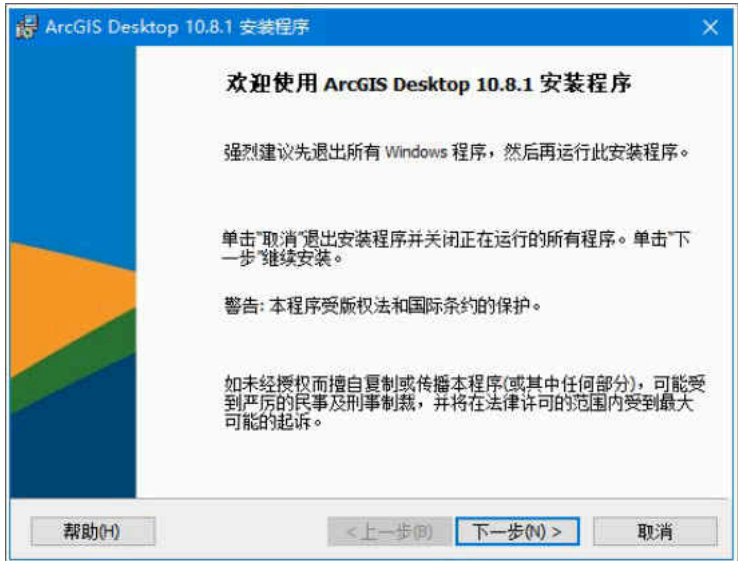 ArcGIS Desktop 10.8.1 安装程序
欢迎使用 ArcGIS Desktop 10.8.1 安装程序
强烈建议先退出所有 Windows 程序，然后再运行此安装程序。
单击"取消"退出安装程序并关闭正在运行的所有程序。单击"下
一步"继续安装。
警告: 本程序受版权法和国际条约的保护。
如未经授权而擅自复制或传播本程序(或其中任何部分)，可能受
到严厉的民事及刑事制裁，并将在法律许可的范围内受到最大
可能的起诉。
帮助(H) <上一步(B) 下一步(N) > 取消